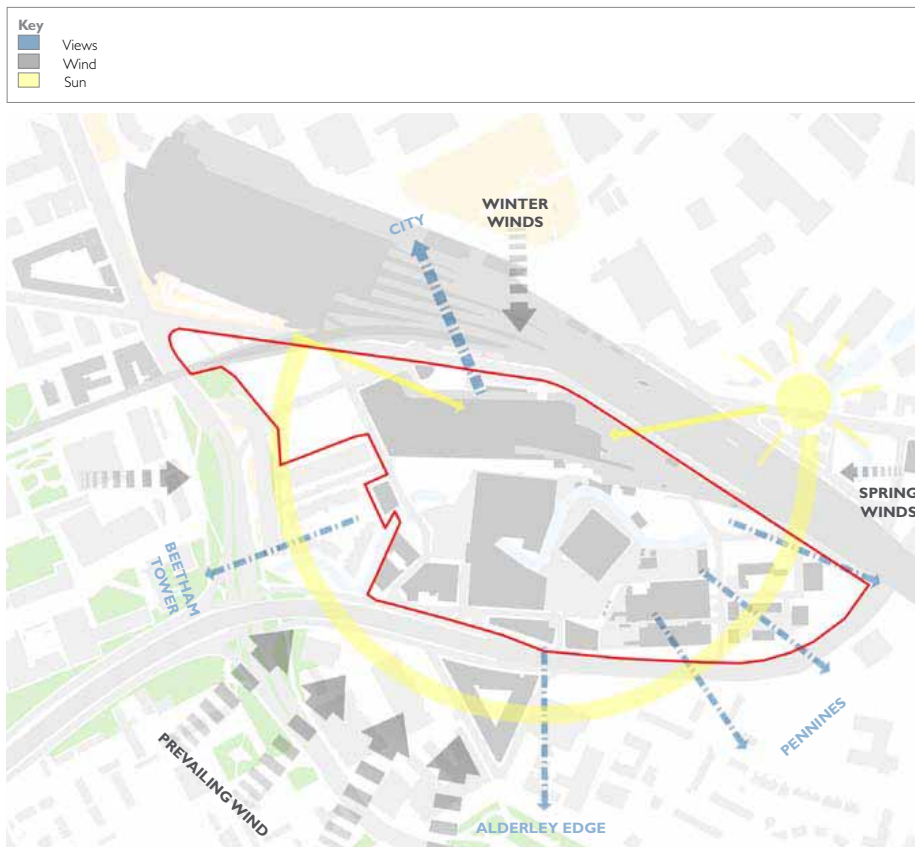 Key
Views
Wind
Sun
WINTER
WINDS
CITY
SPRING
WINDS
BEETHAM
TOWER
PENNINES
PREVAILING WIND
ALDERLEY EDGE